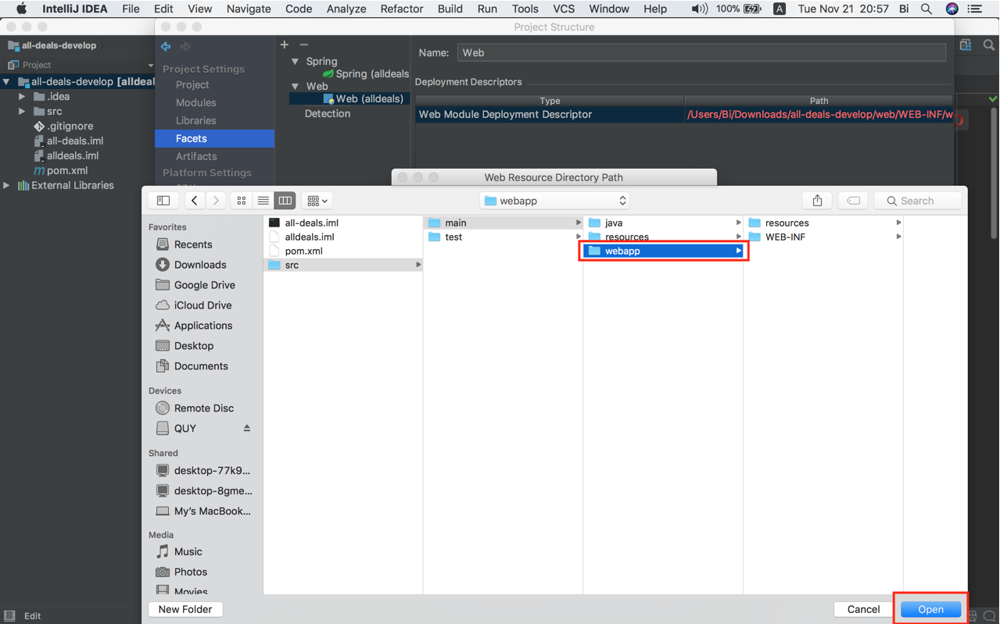 IntelliJ IDEA File Edit View Navigate Code Analyze Refactor Build Run Tools VCS Window Help 100% A Tue Nov 21 20:57 Bi
Project Structure
all-deals-develop
Project
all-deals-develop [alldeal
.idea
src
.gitignore
all-deals.iml
alldeals.iml
pom.xml
External Libraries
Project Settings
Project
Modules
Libraries
Facets
Artifacts
Platform Settings
Spring
Spring (alldeals
Web
Web (alldeals)
Detection
Name: Web
Deployment Descriptors
Type Path
Web Module Deployment Descriptor /Users/Bi/Downloads/all-deals-develop/web/WEB-INF/w
Web Resource Directory Path
webapp
Search
Favorites
Recents
Downloads
Google Drive
iCloud Drive
Applications
Desktop
Documents
Devices
Remote Disc
QUY
Shared
desktop-77k9...
desktop-8gme...
My's MacBook...
Media
Music
Photos
Movies
all-deals.iml
alldeals.iml
pom.xml
src
main
test
java
resources
webapp
resources
WEB-INF
New Folder
Cancel
Open
Edit